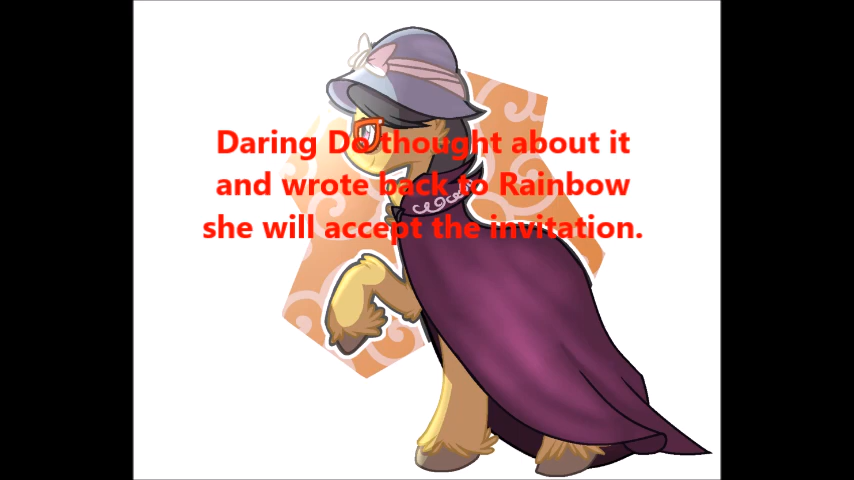 Daring Do thought about it
and wrote back to Rainbow
she will accept the invitation.